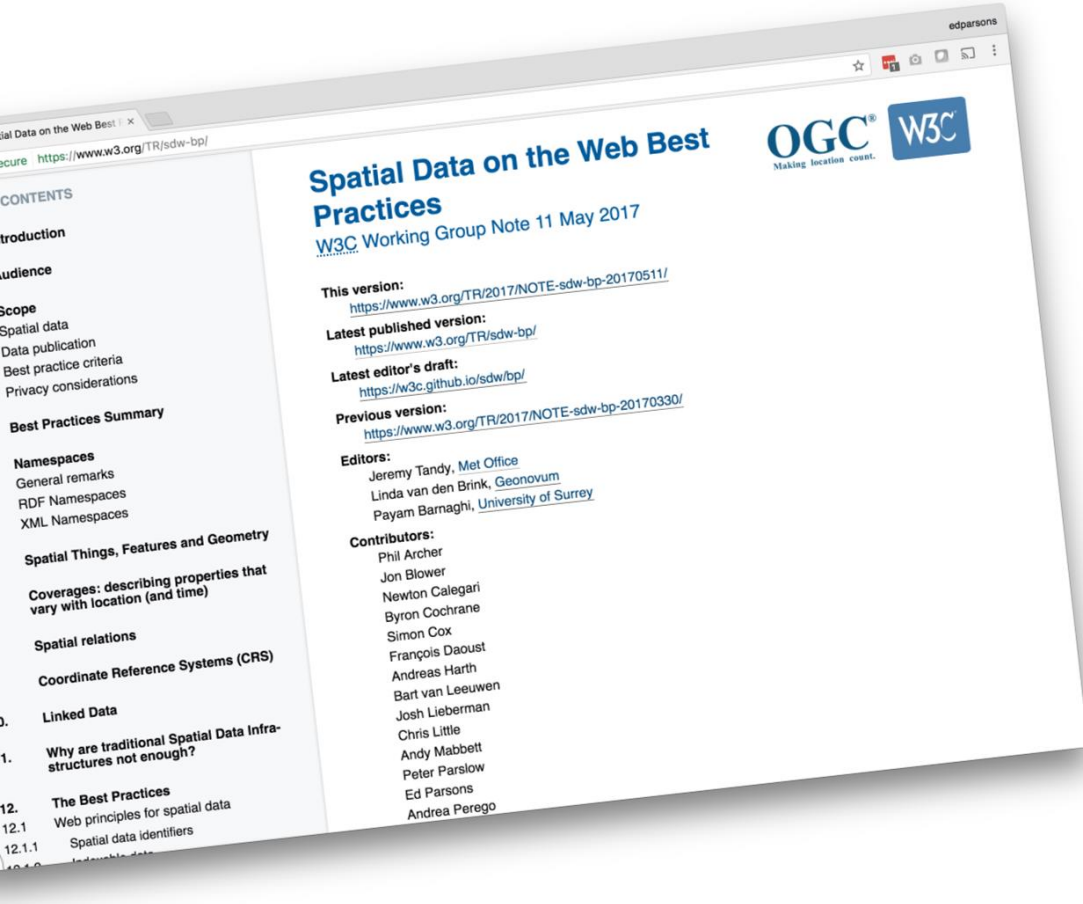 edparsons
ial Data on the Web Best
ecure https://www.w3.org/TR/sdw-bp/
CONTENTS
troduction
udience
Scope
Spatial data
Data publication
Best practice criteria
Privacy considerations
Best Practices Summary
Namespaces
General remarks
RDF Namespaces
XML Namespaces
Spatial Things, Features and Geometry
Coverages: describing properties that
vary with location (and time)
Spatial relations
Coordinate Reference Systems (CRS)
0. Linked Data
1. Why are traditional Spatial Data Infra-
structures not enough?
12. The Best Practices
12.1 Web principles for spatial data
12.1.1 Spatial data identifiers
Spatial Data on the Web Best
Practices
W3C Working Group Note 11 May 2017
OGC®
Making location count.
W3C
This version:
https://www.w3.org/TR/2017/NOTE-sdw-bp-20170511/
Latest published version:
https://www.w3.org/TR/sdw-bp/
Latest editor's draft:
https://w3c.github.io/sdw/bp/
Previous version:
https://www.w3.org/TR/2017/NOTE-sdw-bp-20170330/
Editors:
Jeremy Tandy, Met Office
Linda van den Brink, Geonovum
Payam Barnaghi, University of Surrey
Contributors:
Phil Archer
Jon Blower
Newton Calegari
Byron Cochrane
Simon Cox
François Daoust
Andreas Harth
Bart van Leeuwen
Josh Lieberman
Chris Little
Andy Mabbett
Peter Parslow
Ed Parsons
Andrea Perego